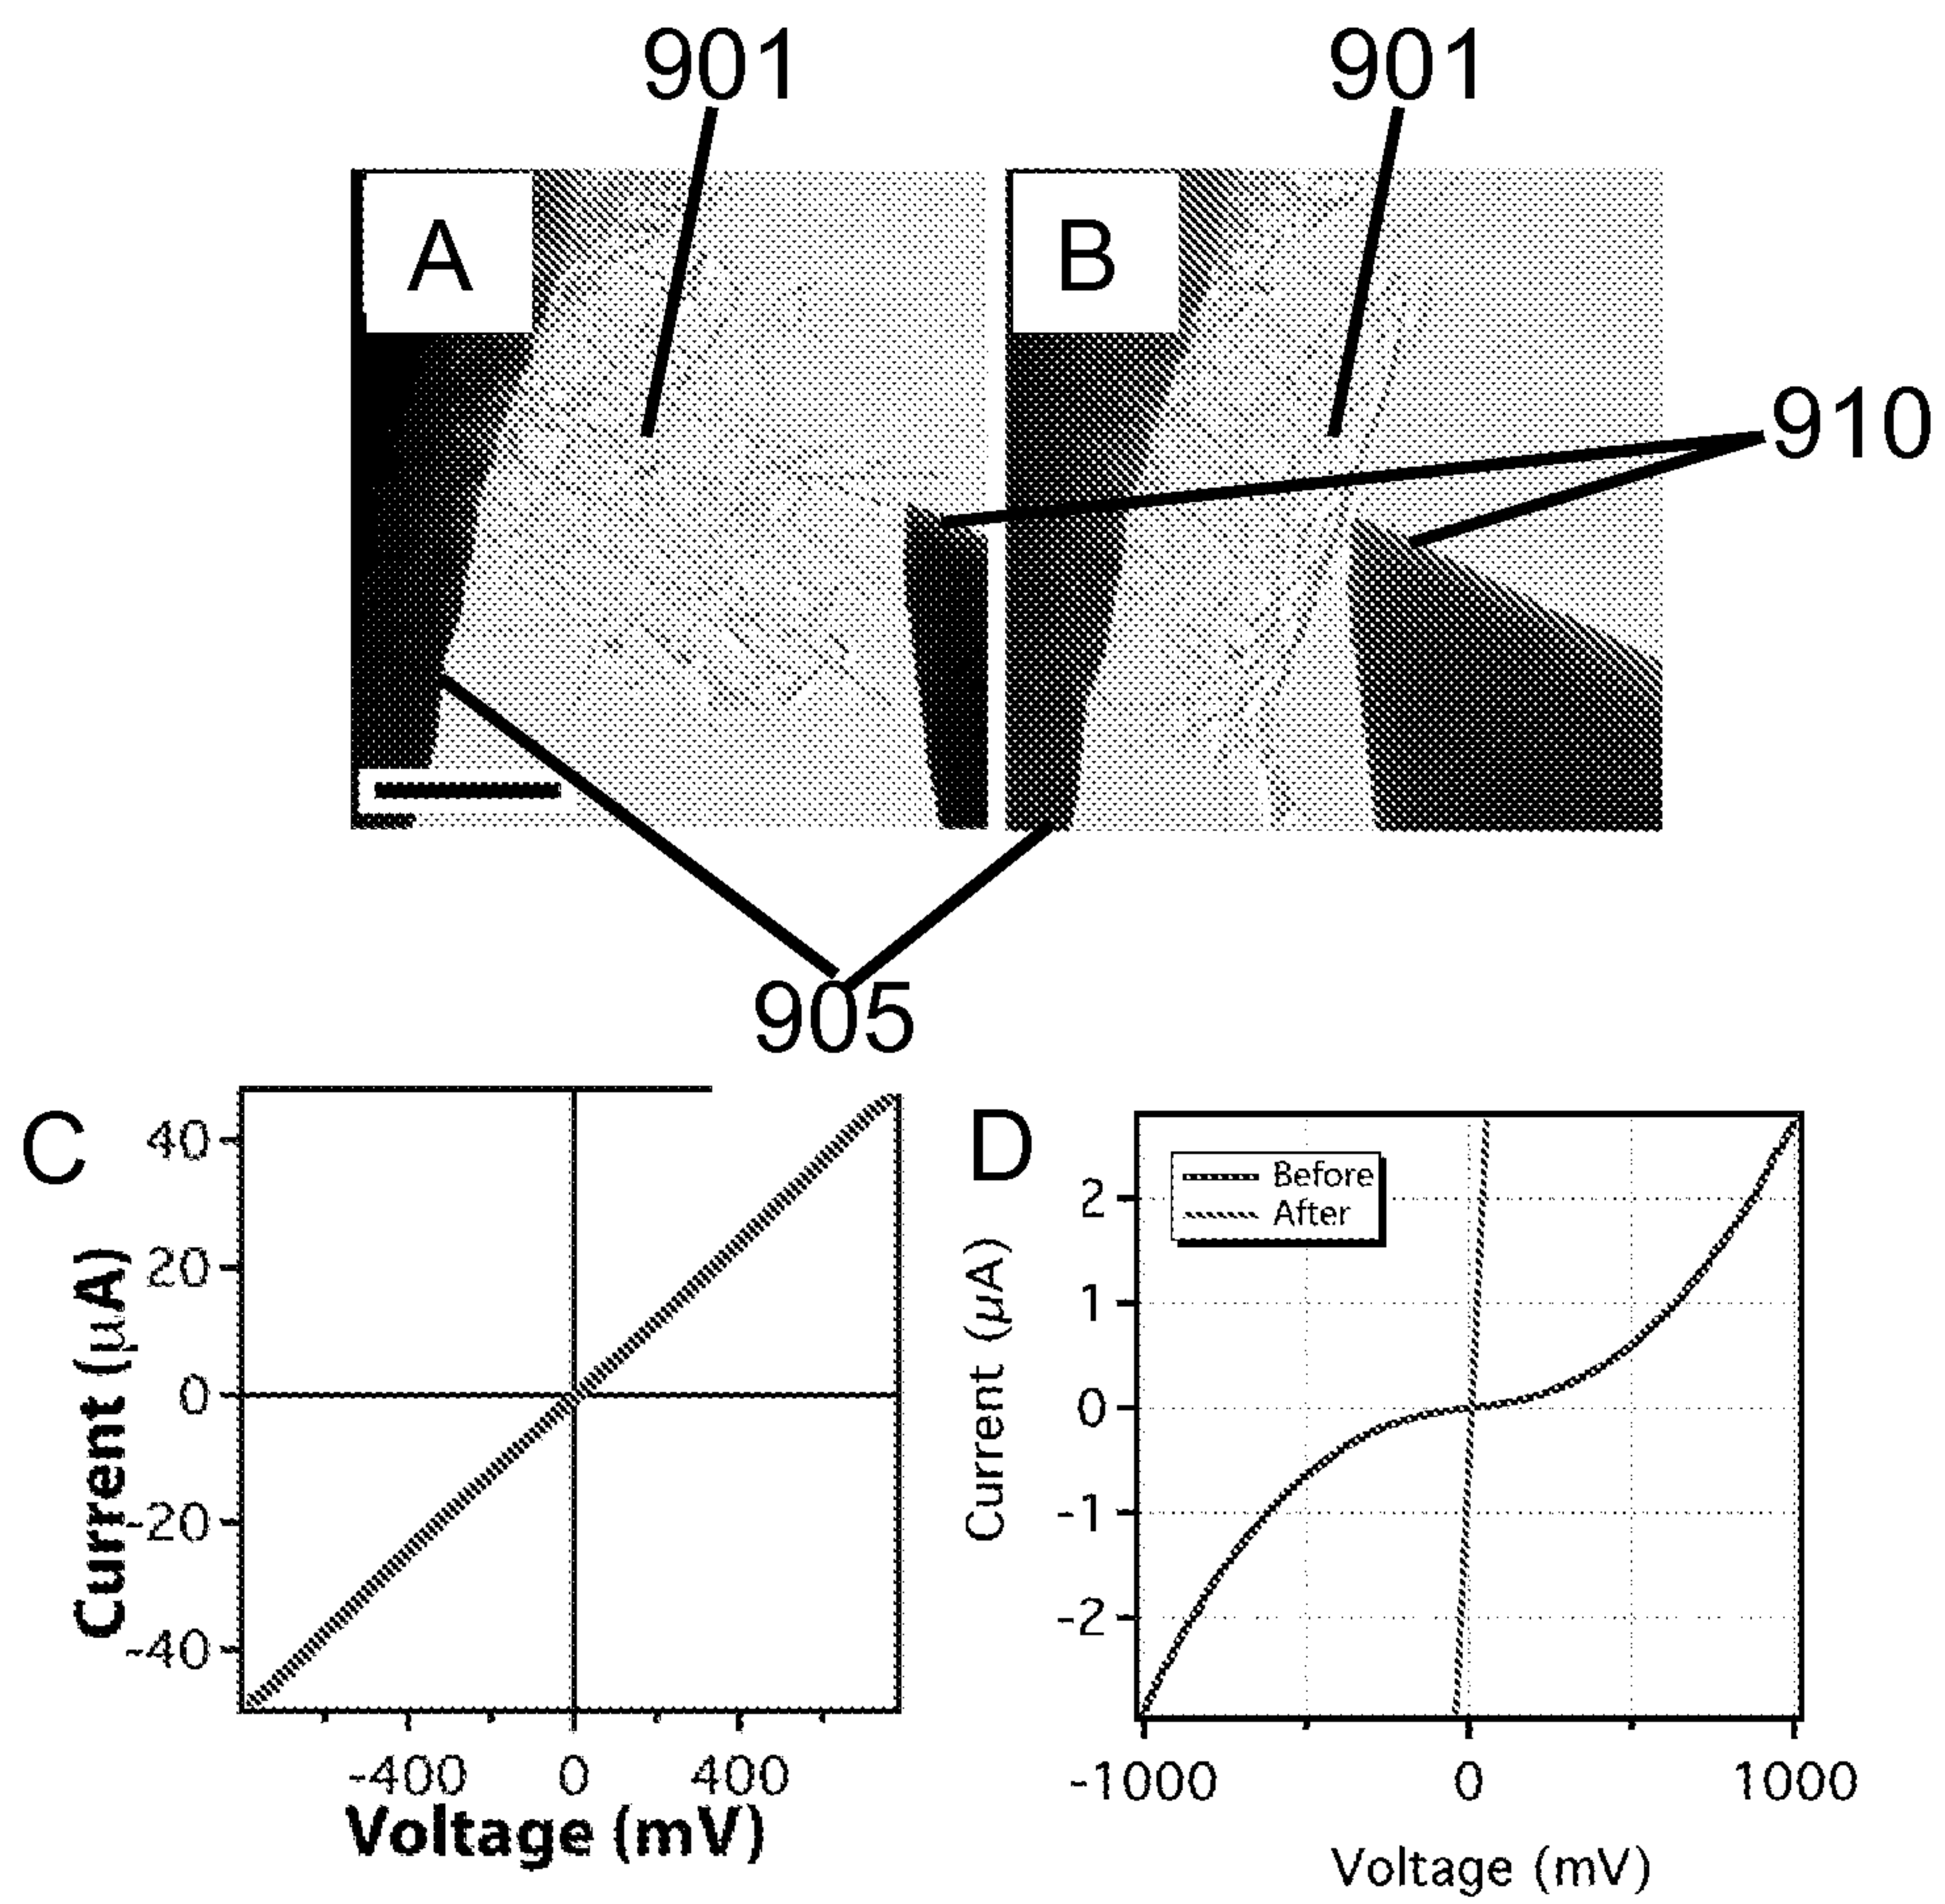 901 901
A B
910
905
C
40
20
0
-20
-40
Current (μA)
-400 0 400
Voltage (mV)
D
Before
After
2
1
0
-1
-2
Current (μA)
-1000 0 1000
Voltage (mV)